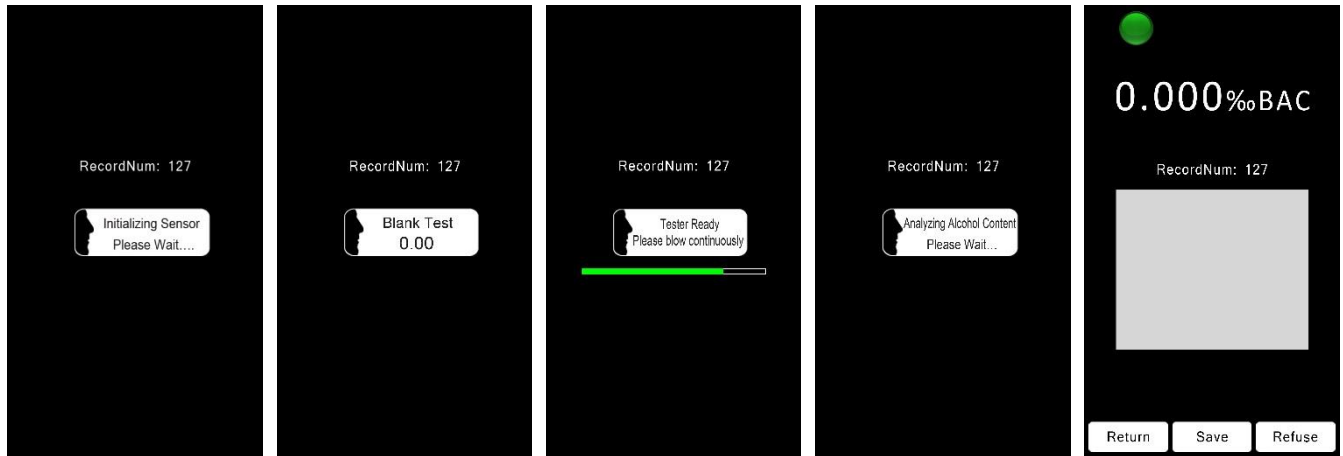 RecordNum: 127
Initializing Sensor
Please Wait....
RecordNum: 127
Blank Test
0.00
RecordNum: 127
Tester Ready
Please blow continuously
RecordNum: 127
Analyzing Alcohol Content
Please Wait...
0.000‰BAC
RecordNum: 127
Return
Save
Refuse